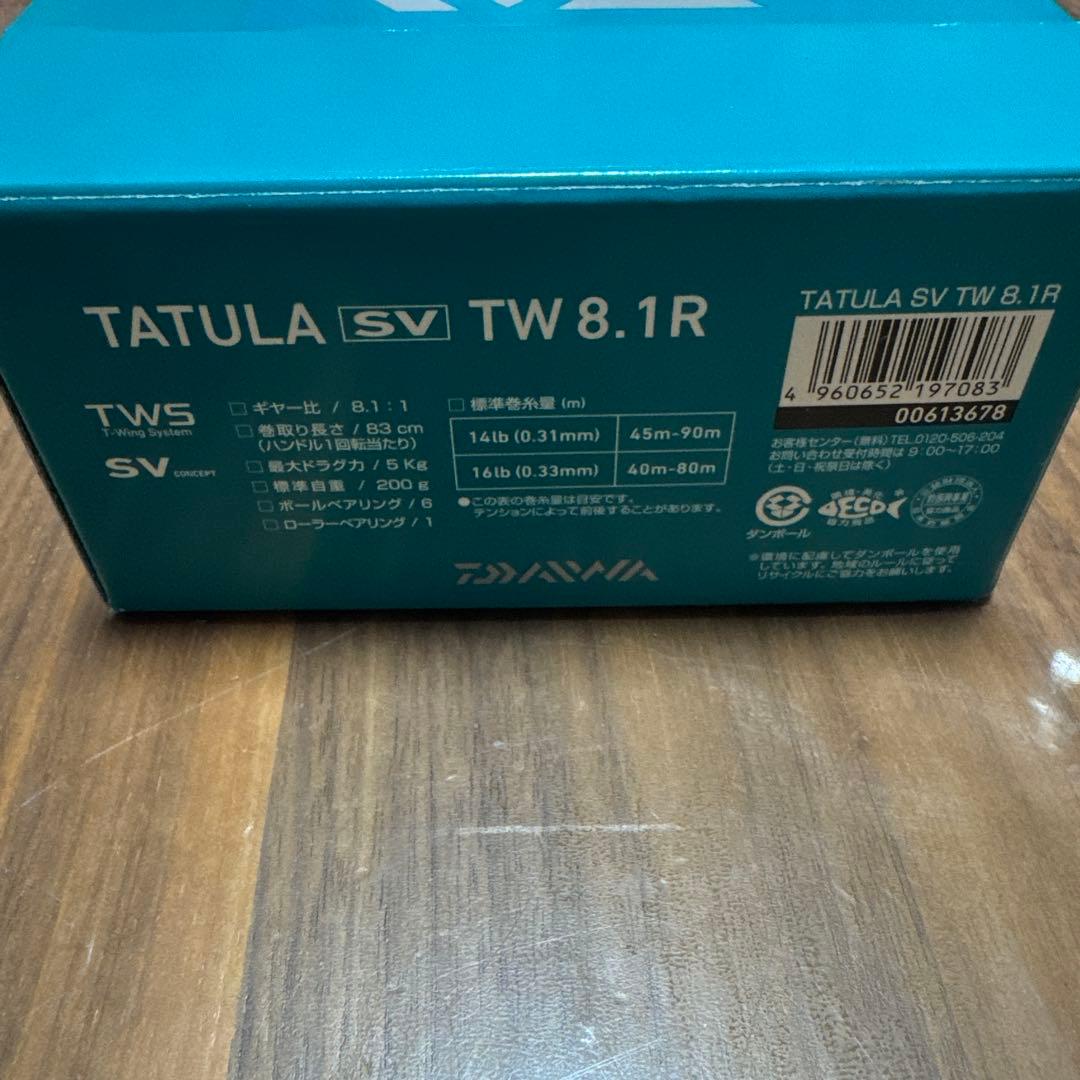 TATULA SV TW 8.1R
TWS
T-Wing System
SV CONCEPT
□ギヤー比 / 8.1:1
□巻取り長さ / 83 cm
(ハンドル1回転当たり)
□最大ドラグ力 / 5 Kg
□標準自重 / 200 g
□ボールベアリング / 6
□ローラーベアリング / 1
□標準巻糸量 (m)
14lb (0.31mm) 45m-90m
16lb (0.33mm) 40m-80m
●この表の巻糸量は目安です。
テンションによって前後することがあります。
DAIWA
TATULA SV TW 8.1R
4 960652 197083
00613678
お客様センター(無料)TEL.0120-506-204
お問い合わせ受付時間は 9:00〜17:00
(土・日・祝祭日は除く)
ECO
協力商品
ダンボール
※環境に配慮してダンボールを使用
しています。地域のルールに従って
リサイクルにご協力をお願いします。